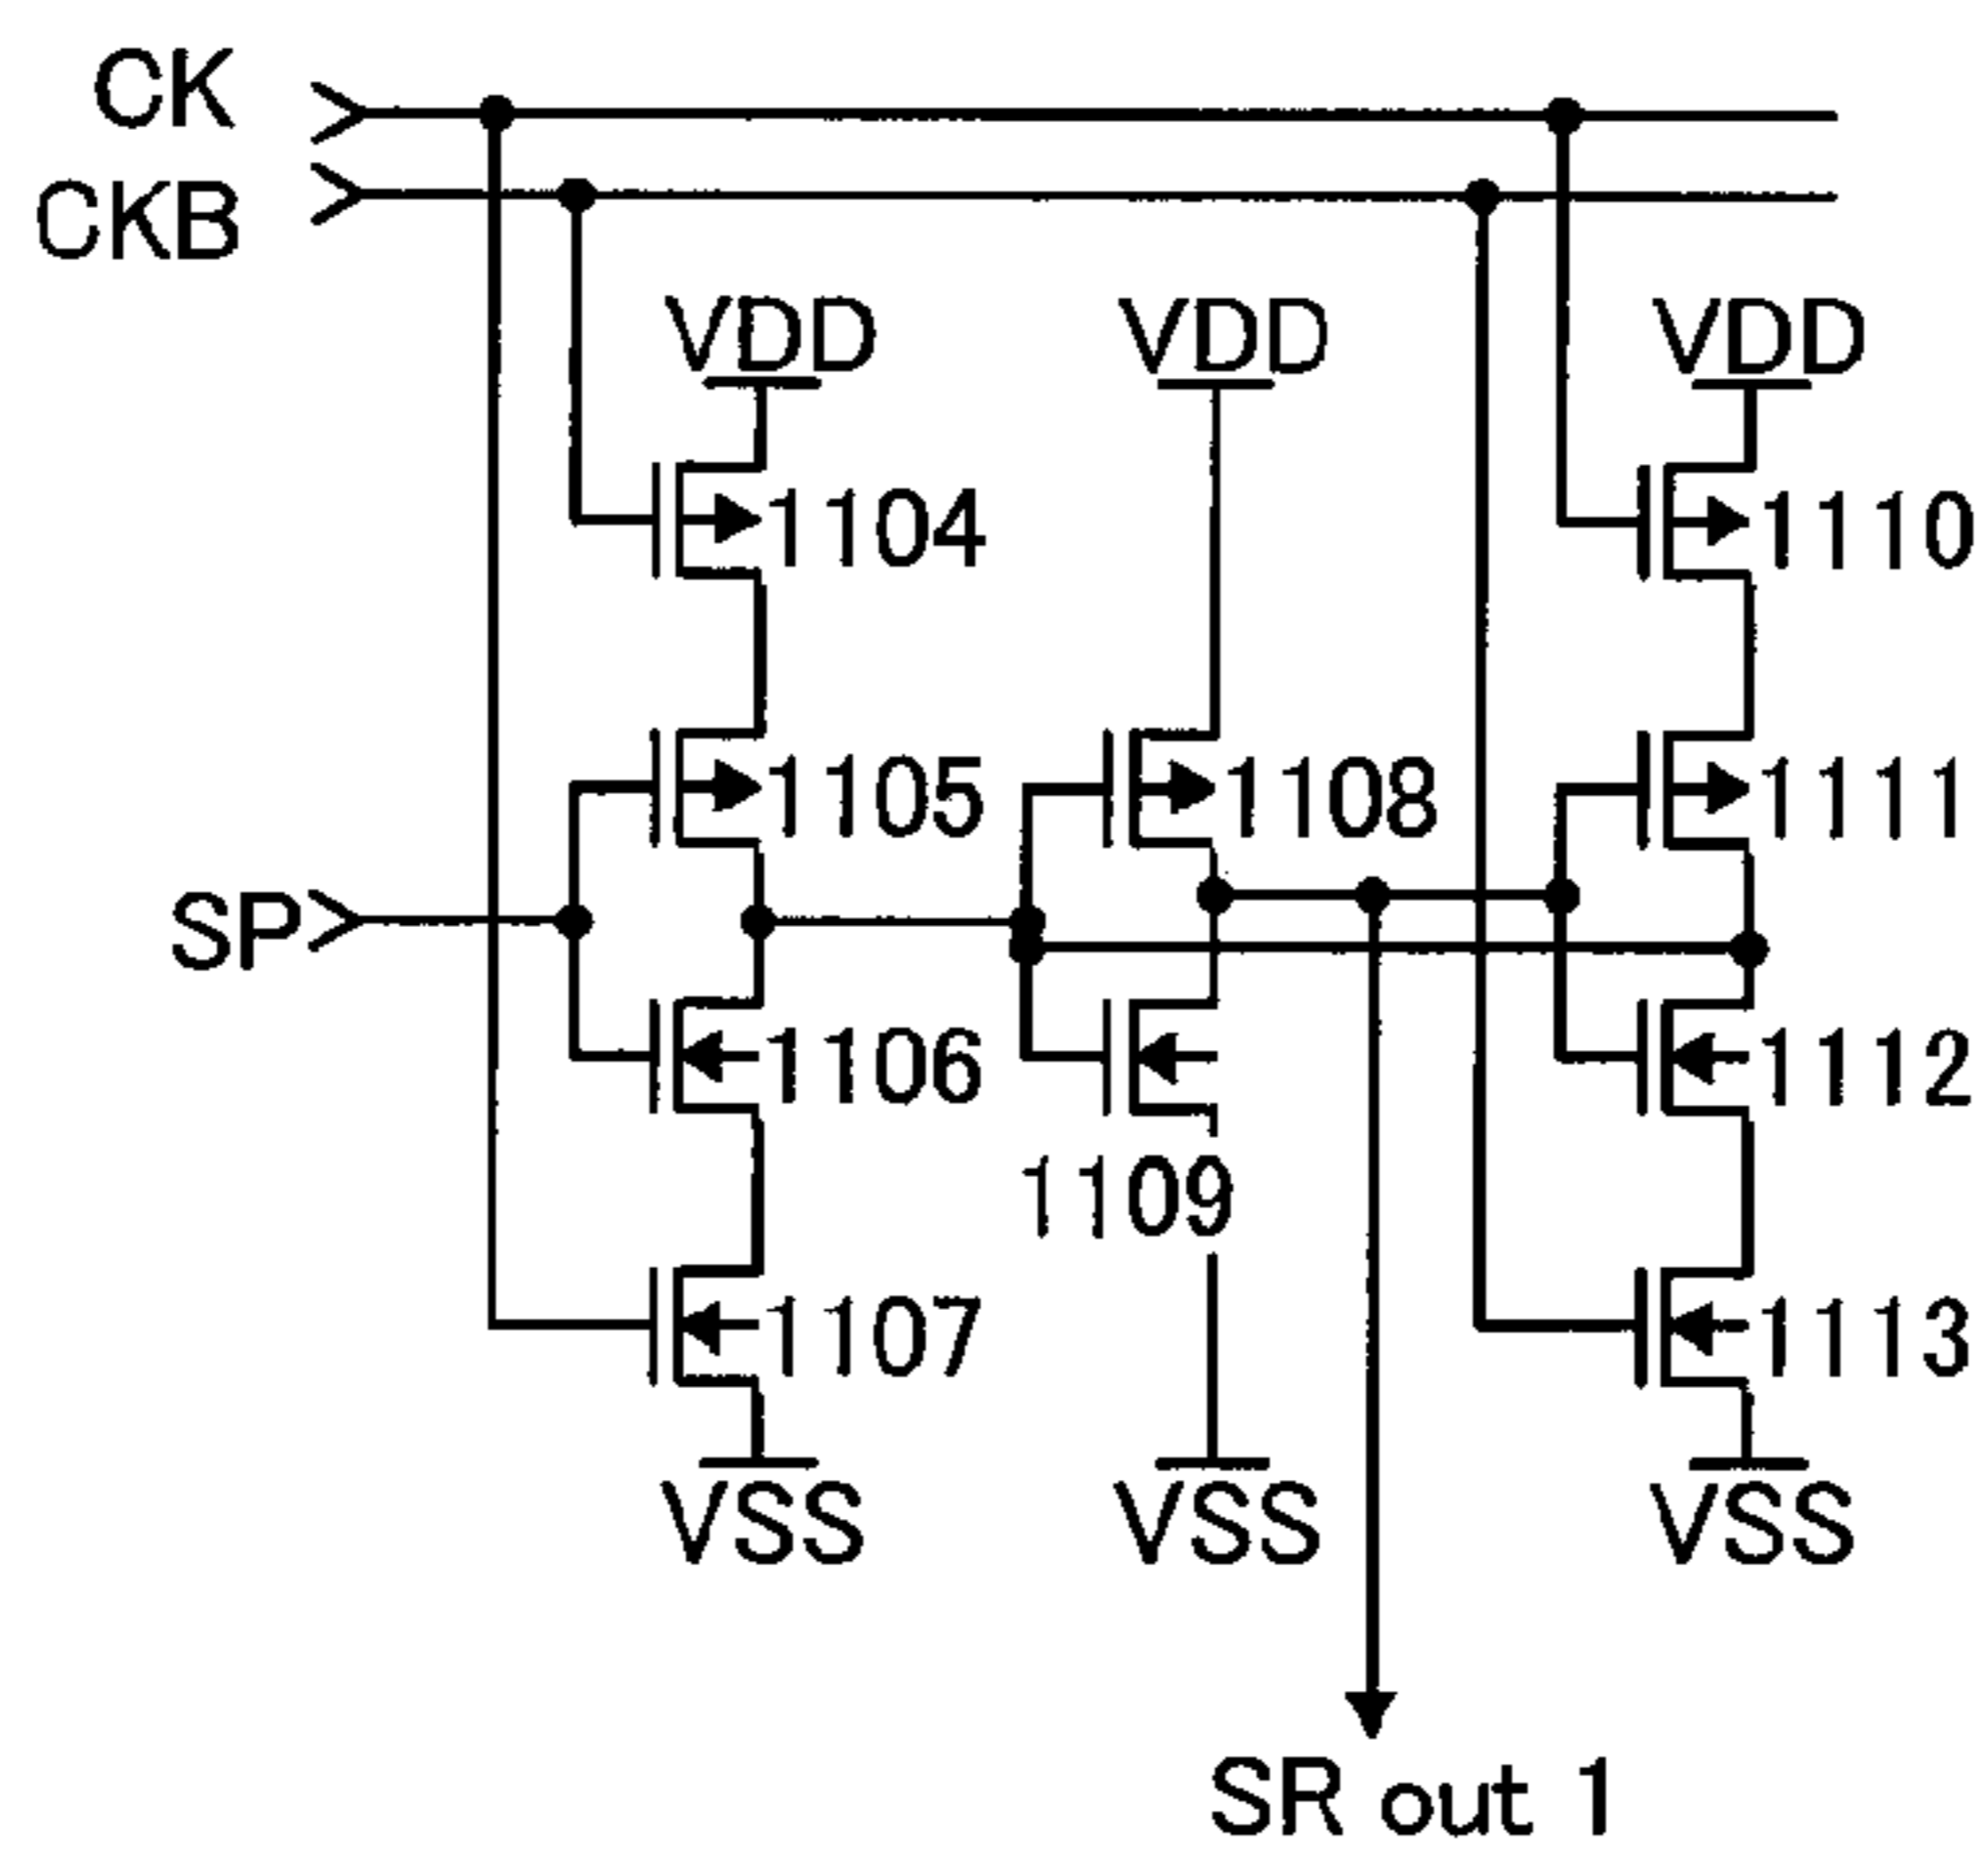 CK
CKB
VDD VDD VDD
1104 1110
1105 1108 1111
SP
1106 1112
1109
1107 1113
VSS VSS VSS
SR out 1